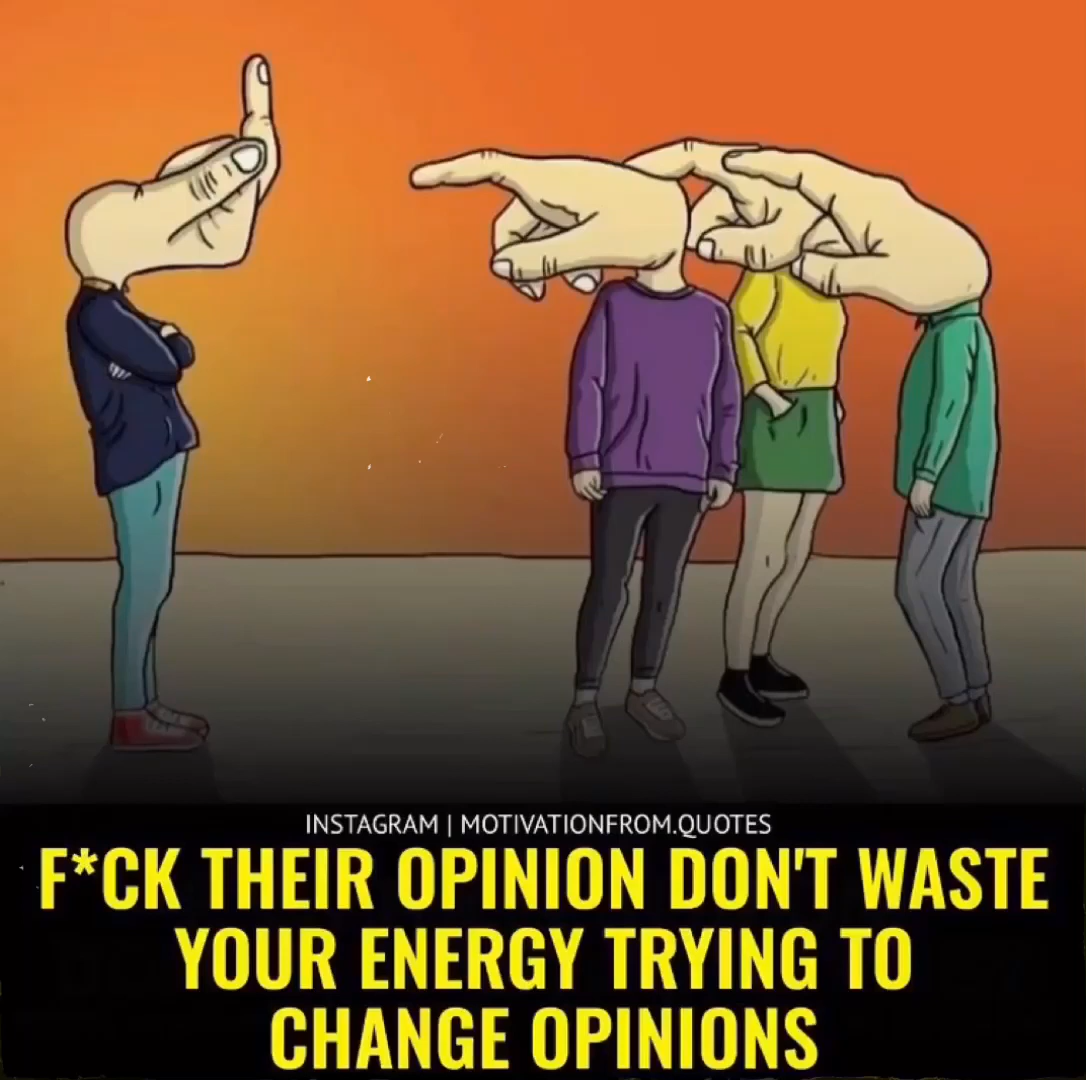 INSTAGRAM | MOTIVATIONFROM.QUOTES
F*CK THEIR OPINION DON'T WASTE
YOUR ENERGY TRYING TO
CHANGE OPINIONS